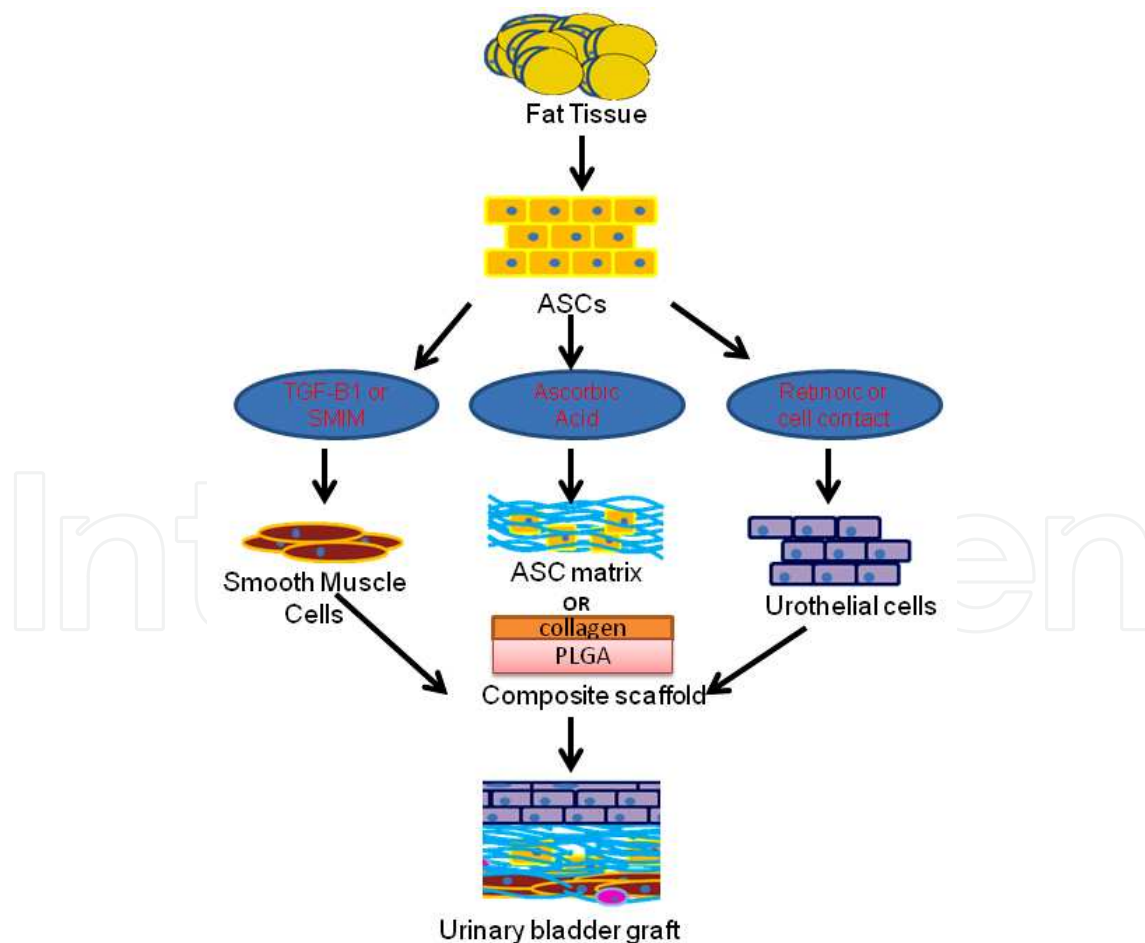 Fat Tissue
ASCs
TGF-B1 or
SMIM
Ascorbic
Acid
Retinoic or
cell contact
Smooth Muscle
Cells
ASC matrix
OR
collagen
PLGA
Composite scaffold
Urothelial cells
Urinary bladder graft